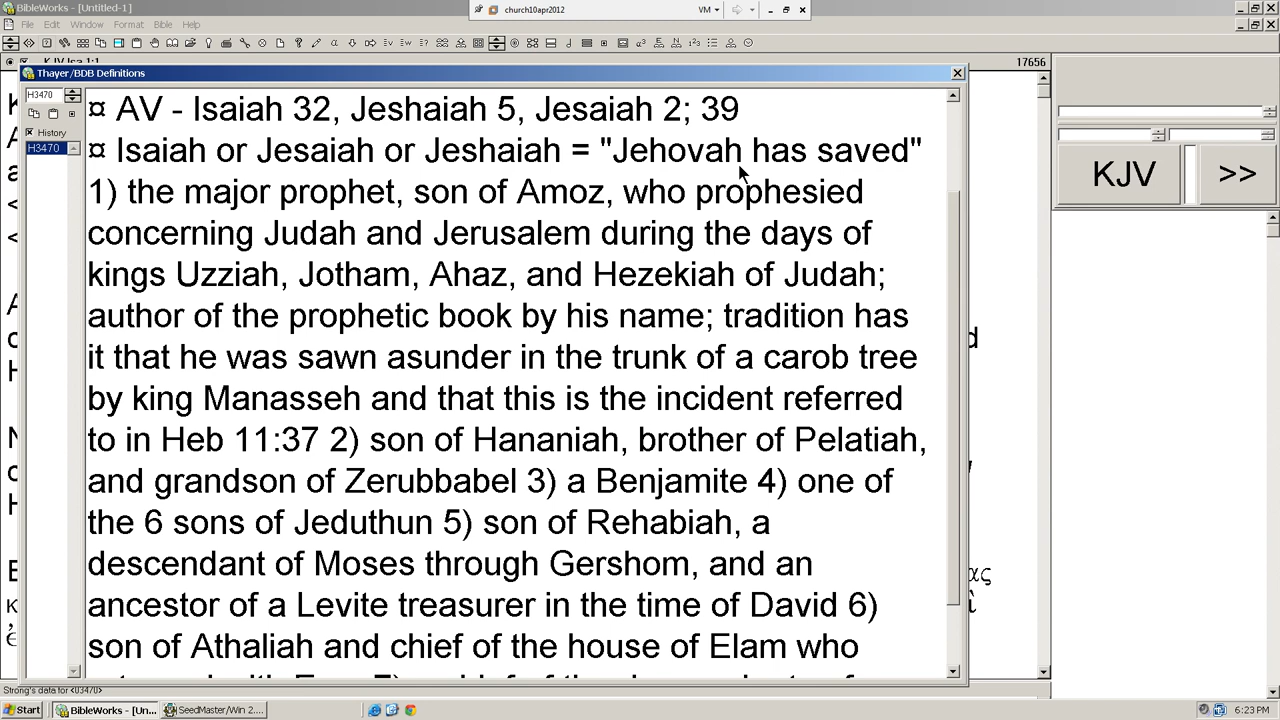 BibleWorks - [Untitled-1]
church10apr2012
VM
File Edit Window Format Bible Help
KJV Isa 1:1
17656
Thayer/BDB Definitions
H3470
¤ AV - Isaiah 32, Jeshaiah 5, Jesaiah 2; 39
History
H3470
¤ Isaiah or Jesaiah or Jeshaiah = "Jehovah has saved"
1) the major prophet, son of Amoz, who prophesied
concerning Judah and Jerusalem during the days of
kings Uzziah, Jotham, Ahaz, and Hezekiah of Judah;
author of the prophetic book by his name; tradition has
it that he was sawn asunder in the trunk of a carob tree
by king Manasseh and that this is the incident referred
to in Heb 11:37 2) son of Hananiah, brother of Pelatiah,
and grandson of Zerubbabel 3) a Benjamite 4) one of
the 6 sons of Jeduthun 5) son of Rehabiah, a
descendant of Moses through Gershom, and an
ancestor of a Levite treasurer in the time of David 6)
son of Athaliah and chief of the house of Elam who
KJV
>>
Strong's data for <03470>
Start
BibleWorks - [Un...
SeedMaster/Win 2....
6:23 PM